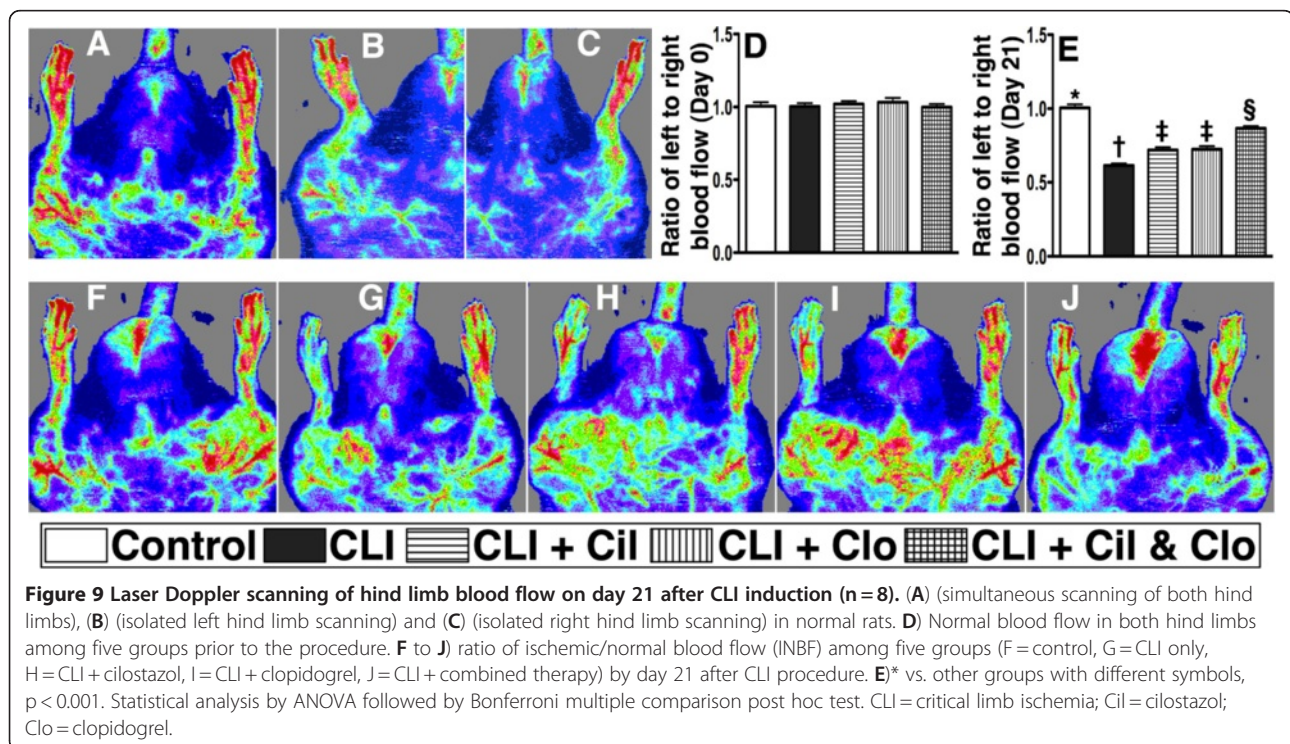 A
B
C
D
Ratio of left to right
blood flow (Day 0)
1.5
1.0
0.5
0.0
E
Ratio of left to right
blood flow (Day 21)
1.5
1.0
0.5
0.0
*
†
‡
‡
§
F
G
H
I
J
Control CLI CLI + Cil CLI + Clo CLI + Cil & Clo
Figure 9 Laser Doppler scanning of hind limb blood flow on day 21 after CLI induction (n = 8). (A) (simultaneous scanning of both hind
limbs), (B) (isolated left hind limb scanning) and (C) (isolated right hind limb scanning) in normal rats. D) Normal blood flow in both hind limbs
among five groups prior to the procedure. F to J) ratio of ischemic/normal blood flow (INBF) among five groups (F = control, G = CLI only,
H = CLI + cilostazol, I = CLI + clopidogrel, J = CLI + combined therapy) by day 21 after CLI procedure. E)* vs. other groups with different symbols,
p < 0.001. Statistical analysis by ANOVA followed by Bonferroni multiple comparison post hoc test. CLI = critical limb ischemia; Cil = cilostazol;
Clo = clopidogrel.